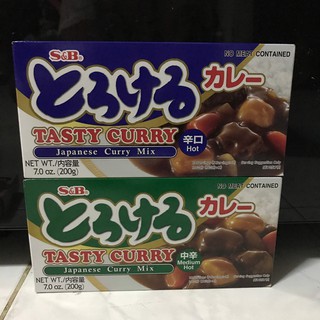 S&B®
NO MEAT CONTAINED
とろける
カレー
TASTY CURRY
Japanese Curry Mix
辛口
Hot
NET WT./内容量
7.0 oz. (200g)
S&B®
NO MEAT CONTAINED
とろける
カレー
TASTY CURRY
Japanese Curry Mix
中辛
Medium Hot
NET WT./内容量
7.0 oz. (200g)